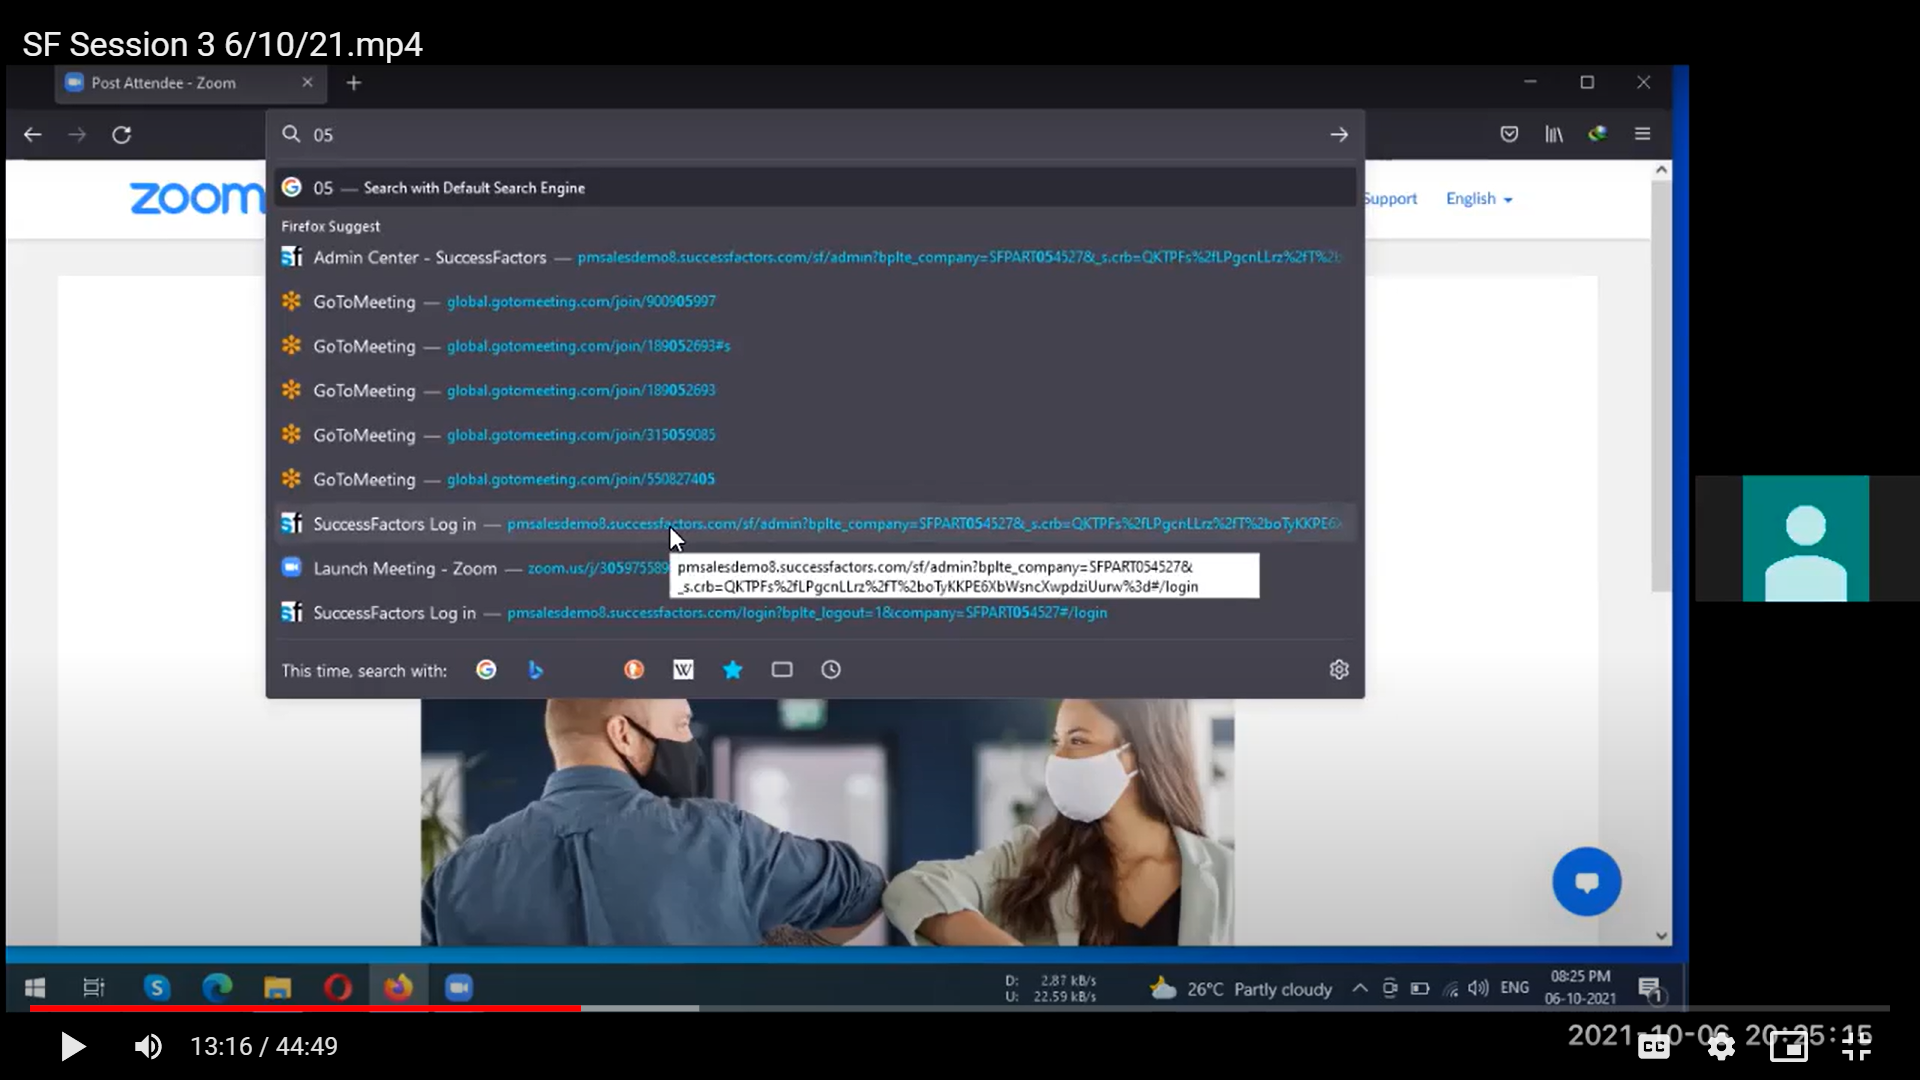 SF Session 3 6/10/21.mp4
Post Attendee - Zoom
05
zoom
Support
English
05 — Search with Default Search Engine
Firefox Suggest
Admin Center - SuccessFactors — pmsalesdemo8.successfactors.com/sf/admin?bplte_company=SFPART054527&_s.crb=QKTPFs%2fLPgcnLLrz%2fT%2b
GoToMeeting — global.gotomeeting.com/join/900905997
GoToMeeting — global.gotomeeting.com/join/189052693#s
GoToMeeting — global.gotomeeting.com/join/189052693
GoToMeeting — global.gotomeeting.com/join/315059085
GoToMeeting — global.gotomeeting.com/join/550827405
SuccessFactors Log in — pmsalesdemo8.successfactors.com/sf/admin?bplte_company=SFPART054527&_s.crb=QKTPFs%2fLPgcnLLrz%2fT%2boTyKKPE6X
Launch Meeting - Zoom — zoom.us/j/305975589
pmsalesdemo8.successfactors.com/sf/admin?bplte_company=SFPART054527&
_s.crb=QKTPFs%2fLPgcnLLrz%2fT%2boTyKKPE6XbWsncXwpdziUurw%3d#/login
SuccessFactors Log in — pmsalesdemo8.successfactors.com/login?bplte_logout=1&company=SFPART054527#/login
This time, search with:
W
D: 2.87 kB/s
U: 22.59 kB/s
26°C Partly cloudy
ENG
08:25 PM
06-10-2021
1
13:16 / 44:49
2021-10-06 20:25:15
CC